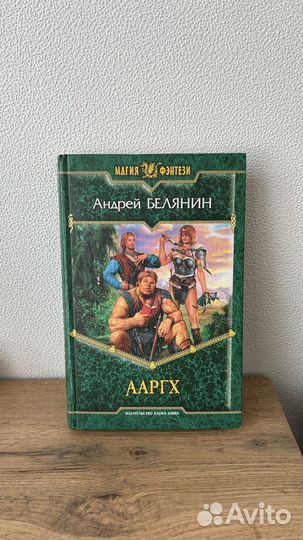 МАГИЯ ФЭНТЕЗИ
Андрей БЕЛЯНИН
ААРГХ
ИЗДАТЕЛЬСТВО АЛЬФА-КНИГА
Avito